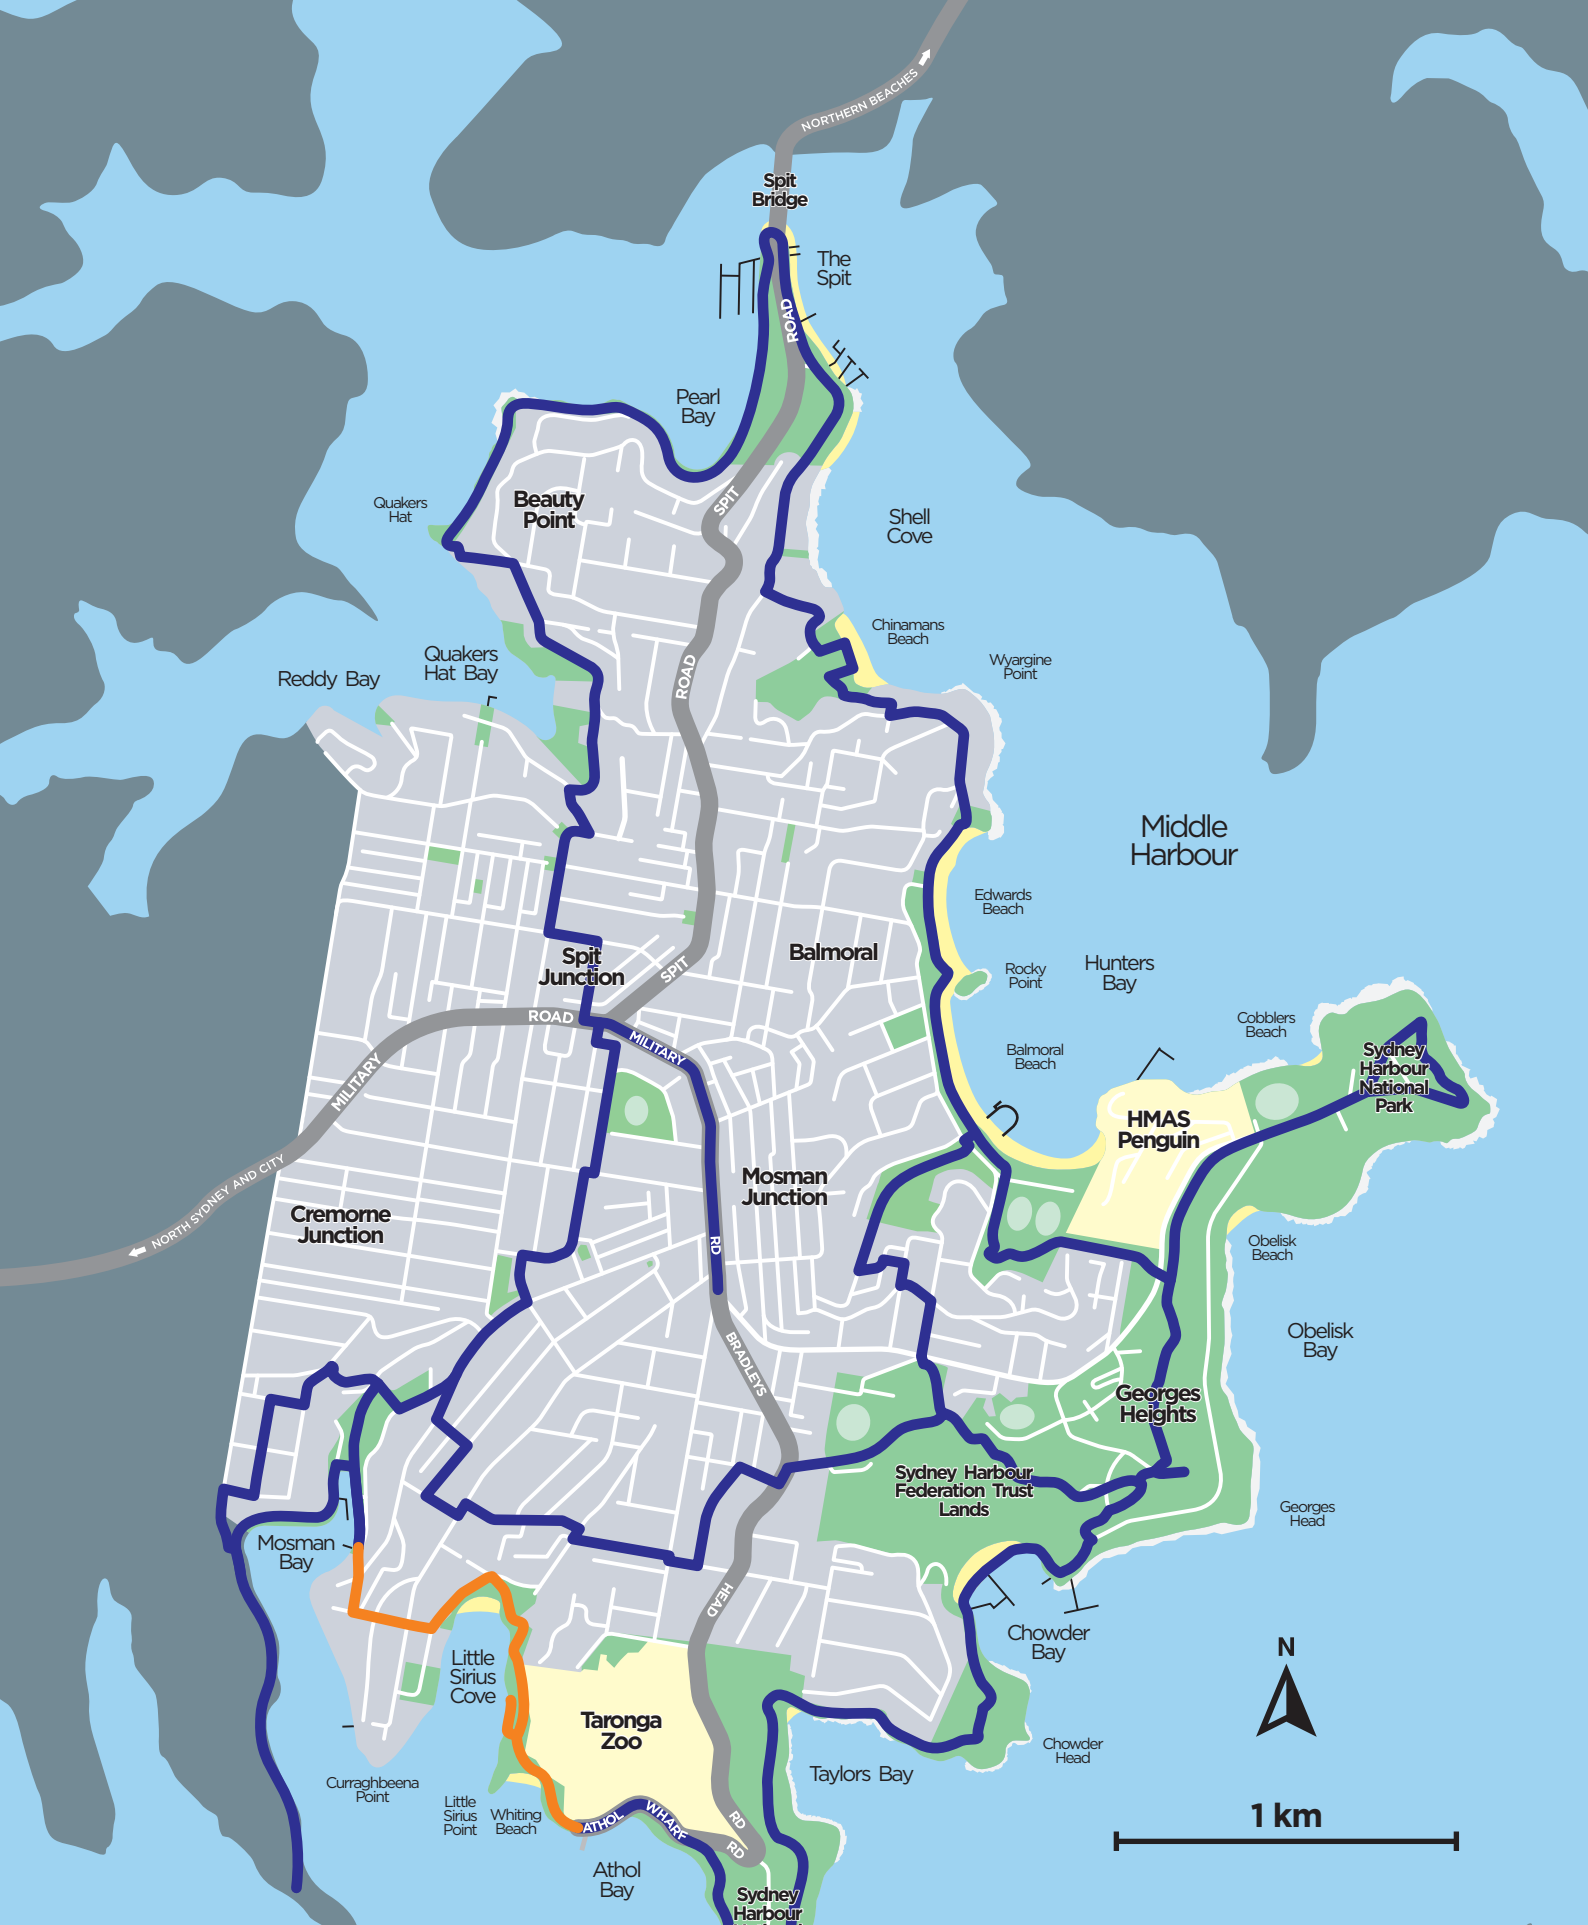 NORTHERN BEACHES
Spit
Bridge
The
Spit
ROAD
Pearl
Bay
Beauty
Point
SPIT
Quakers
Hat
Shell
Cove
Chinamans
Beach
Wyargine
Point
Quakers
Hat Bay
Reddy Bay
ROAD
Middle
Harbour
Edwards
Beach
Balmoral
Spit
Junction
SPIT
Rocky
Point
Hunters
Bay
ROAD
MILITARY
Cobblers
Beach
Balmoral
Beach
Sydney
Harbour
National
Park
MILITARY
HMAS
Penguin
NORTH SYDNEY AND CITY
Mosman
Junction
Cremorne
Junction
RD
Obelisk
Beach
Obelisk
Bay
BRADLEYS
Georges
Heights
Sydney Harbour
Federation Trust
Lands
Georges
Head
Mosman
Bay
HEAD
Chowder
Bay
N
Little
Sirius
Cove
Taronga
Zoo
Chowder
Head
Taylors Bay
Curraghbeena
Point
Little
Sirius
Point
Whiting
Beach
ATHOL
WHARF
RD
RD
1 km
Athol
Bay
Sydney
Harbour